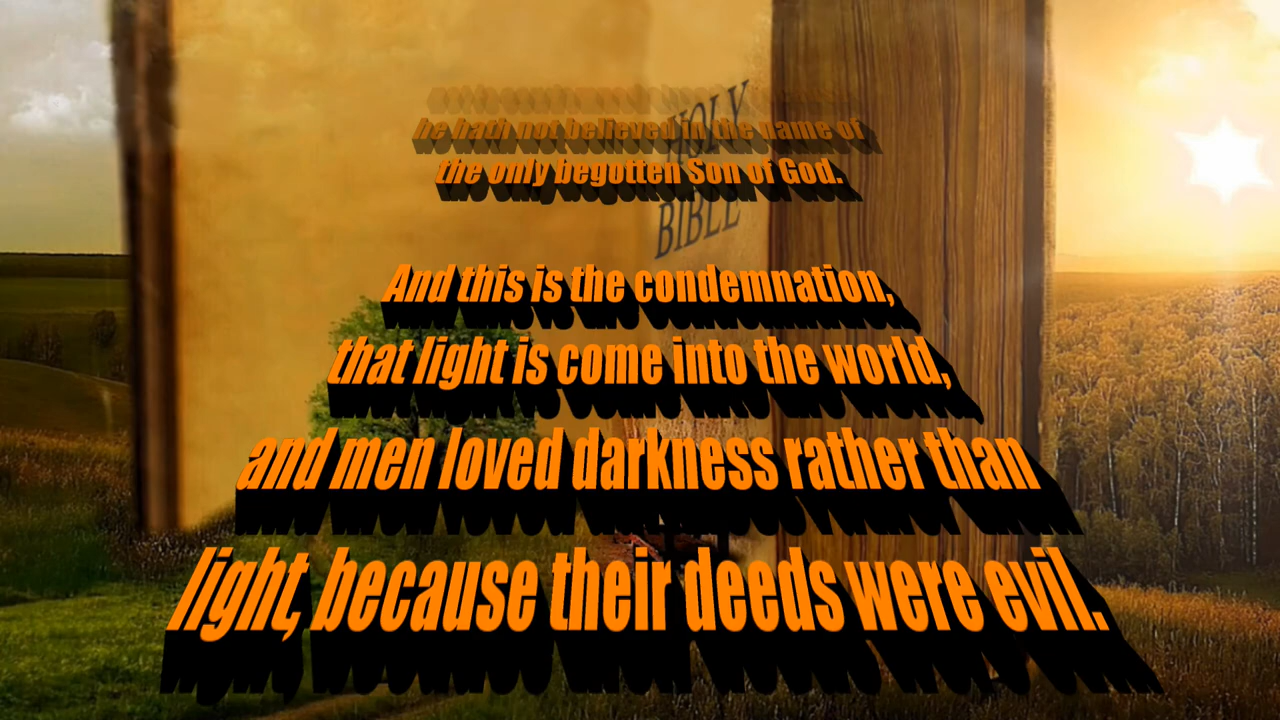 he hath not believed in the name of
the only begotten Son of God.
And this is the condemnation,
that light is come into the world,
and men loved darkness rather than
light, because their deeds were evil.
HOLY
BIBLE